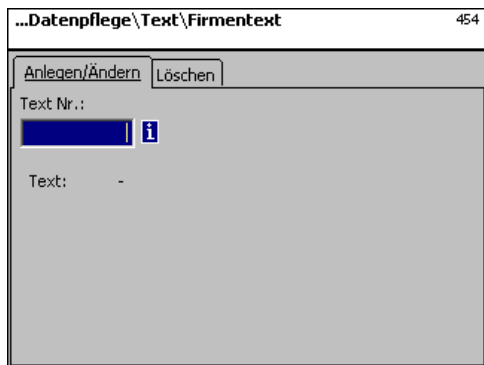 ...Datenpflege\Text\Firmentext 454
Anlegen/Ändern Löschen
Text Nr.:
i
Text: -